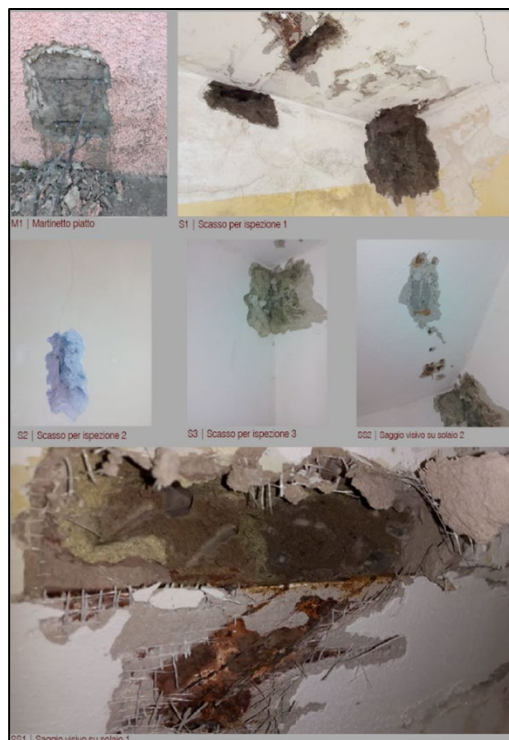 M1 | Martinetto piatto
S1 | Scasso per ispezione 1
S2 | Scasso per ispezione 2
S3 | Scasso per ispezione 3
SS2 | Saggio visivo su solaio 2
SS1 | Saggio visivo su solaio 1